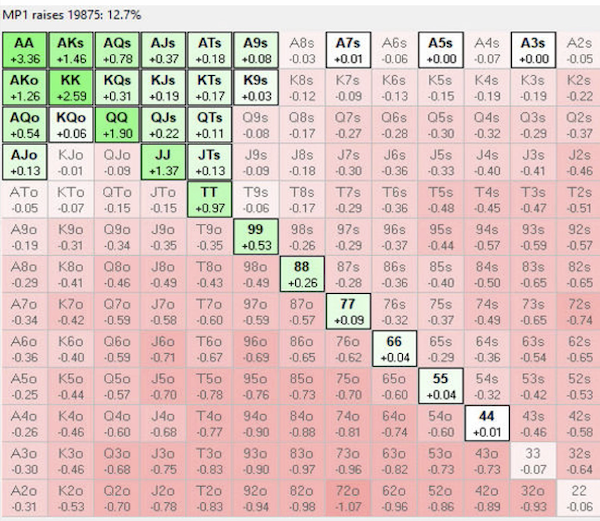 MP1 raises 19875: 12.7%
AA AKs AQs AJs ATs A9s A8s A7s A6s A5s A4s A3s A2s
+3.36 +1.46 +0.78 +0.37 +0.18 +0.08 -0.03 +0.01 -0.06 +0.00 -0.07 +0.00 -0.05
AKo KK KQs KJs KTs K9s K8s K7s K6s K5s K4s K3s K2s
+1.26 +2.59 +0.31 +0.19 +0.17 +0.03 -0.12 -0.09 -0.13 -0.15 -0.19 -0.19 -0.22
AQo KQo QQ QJs QTs Q9s Q8s Q7s Q6s Q5s Q4s Q3s Q2s
+0.54 +0.06 +1.90 +0.22 +0.11 -0.08 -0.17 -0.27 -0.28 -0.30 -0.32 -0.29 -0.37
AJo KJo QJo JJ JTs J9s J8s J7s J6s J5s J4s J3s J2s
+0.13 -0.01 -0.09 +1.37 +0.13 -0.09 -0.18 -0.30 -0.36 -0.33 -0.40 -0.41 -0.46
ATo KTo QTo JTo TT T9s T8s T7s T6s T5s T4s T3s T2s
-0.05 -0.07 -0.15 -0.15 +0.97 -0.06 -0.17 -0.29 -0.36 -0.48 -0.45 -0.47 -0.51
A9o K9o Q9o J9o T9o 99 98s 97s 96s 95s 94s 93s 92s
-0.19 -0.31 -0.34 -0.35 -0.35 +0.53 -0.26 -0.29 -0.37 -0.44 -0.57 -0.59 -0.57
A8o K8o Q8o J8o T8o 98o 88 87s 86s 85s 84s 83s 82s
-0.29 -0.41 -0.46 -0.49 -0.43 -0.49 +0.26 -0.28 -0.36 -0.40 -0.50 -0.65 -0.65
A7o K7o Q7o J7o T7o 97o 87o 77 76s 75s 74s 73s 72s
-0.34 -0.42 -0.59 -0.58 -0.60 -0.59 -0.57 +0.09 -0.32 -0.37 -0.49 -0.65 -0.74
A6o K6o Q6o J6o T6o 96o 86o 76o 66 65s 64s 63s 62s
-0.36 -0.40 -0.59 -0.71 -0.67 -0.69 -0.65 -0.62 +0.04 -0.29 -0.36 -0.54 -0.65
A5o K5o Q5o J5o T5o 95o 85o 75o 65o 55 54s 53s 52s
-0.25 -0.44 -0.57 -0.70 -0.78 -0.76 -0.73 -0.70 -0.60 +0.04 -0.32 -0.42 -0.53
A4o K4o Q4o J4o T4o 94o 84o 74o 64o 54o 44 43s 42s
-0.26 -0.46 -0.60 -0.68 -0.77 -0.90 -0.88 -0.81 -0.74 -0.60 +0.01 -0.46 -0.58
A3o K3o Q3o J3o T3o 93o 83o 73o 63o 53o 43o 33 32s
-0.30 -0.46 -0.68 -0.75 -0.83 -0.90 -0.97 -0.96 -0.82 -0.73 -0.73 -0.07 -0.64
A2o K2o Q2o J2o T2o 92o 82o 72o 62o 52o 42o 32o 22
-0.31 -0.53 -0.70 -0.78 -0.83 -0.94 -0.98 -1.07 -0.96 -0.86 -0.89 -0.93 -0.06